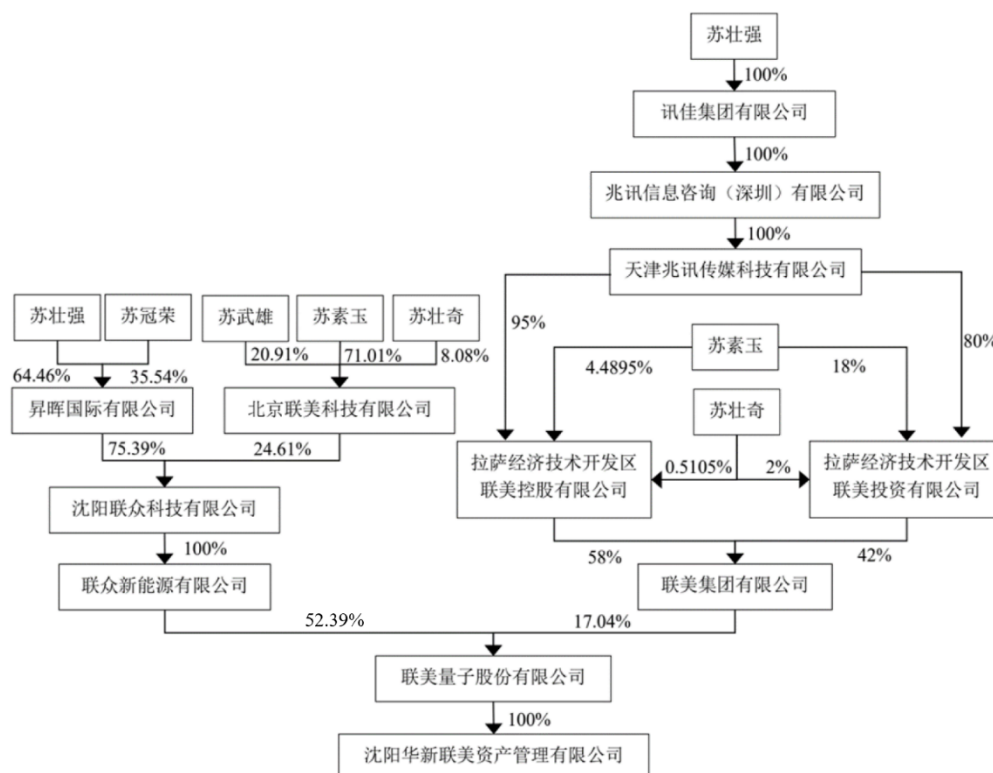 苏壮强
100%
讯佳集团有限公司
100%
兆讯信息咨询（深圳）有限公司
100%
天津兆讯传媒科技有限公司
苏壮强
苏冠荣
苏武雄
苏素玉
苏壮奇
95%
苏素玉
80%
20.91%
71.01%
8.08%
4.4895%
18%
64.46%
35.54%
昇晖国际有限公司
北京联美科技有限公司
苏壮奇
75.39%
24.61%
拉萨经济技术开发区
联美控股有限公司
0.5105%
2%
拉萨经济技术开发区
联美投资有限公司
沈阳联众科技有限公司
100%
58%
42%
联众新能源有限公司
联美集团有限公司
52.39%
17.04%
联美量子股份有限公司
100%
沈阳华新联美资产管理有限公司